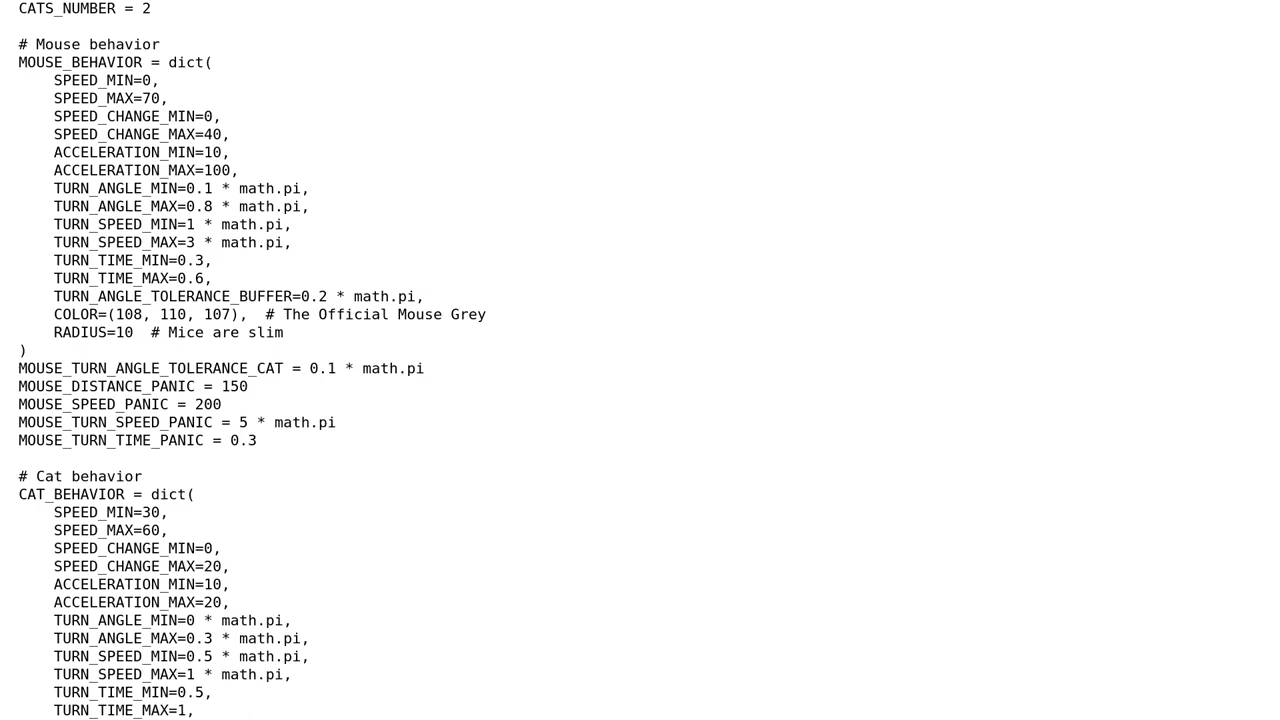 CATS_NUMBER = 2

# Mouse behavior
MOUSE_BEHAVIOR = dict(
    SPEED_MIN=0,
    SPEED_MAX=70,
    SPEED_CHANGE_MIN=0,
    SPEED_CHANGE_MAX=40,
    ACCELERATION_MIN=10,
    ACCELERATION_MAX=100,
    TURN_ANGLE_MIN=0.1 * math.pi,
    TURN_ANGLE_MAX=0.8 * math.pi,
    TURN_SPEED_MIN=1 * math.pi,
    TURN_SPEED_MAX=3 * math.pi,
    TURN_TIME_MIN=0.3,
    TURN_TIME_MAX=0.6,
    TURN_ANGLE_TOLERANCE_BUFFER=0.2 * math.pi,
    COLOR=(108, 110, 107),  # The Official Mouse Grey
    RADIUS=10  # Mice are slim
)
MOUSE_TURN_ANGLE_TOLERANCE_CAT = 0.1 * math.pi
MOUSE_DISTANCE_PANIC = 150
MOUSE_SPEED_PANIC = 200
MOUSE_TURN_SPEED_PANIC = 5 * math.pi
MOUSE_TURN_TIME_PANIC = 0.3

# Cat behavior
CAT_BEHAVIOR = dict(
    SPEED_MIN=30,
    SPEED_MAX=60,
    SPEED_CHANGE_MIN=0,
    SPEED_CHANGE_MAX=20,
    ACCELERATION_MIN=10,
    ACCELERATION_MAX=20,
    TURN_ANGLE_MIN=0 * math.pi,
    TURN_ANGLE_MAX=0.3 * math.pi,
    TURN_SPEED_MIN=0.5 * math.pi,
    TURN_SPEED_MAX=1 * math.pi,
    TURN_TIME_MIN=0.5,
    TURN_TIME_MAX=1,